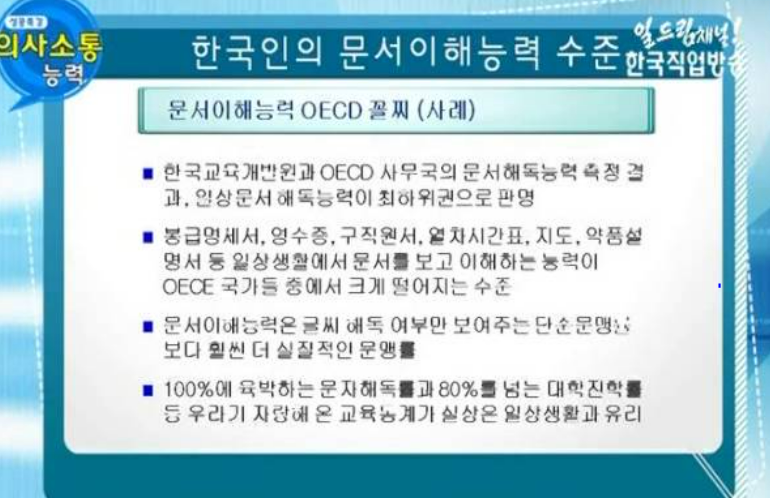 의사소통
능력
한국인의 문서이해능력 수준
일드림채널!
한국직업방송
문서이해능력 OECD 꼴찌 (사례)
■ 한국교육개반원과 OECD 사무국의 문서해독능력 측정 결
과, 일상문서 해독능력이 최하위권으로 판명
■ 봉급명세서, 영수증, 구직원서, 열차시간표, 지도, 약품설
명서 등 일상생활에서 문서를 보고 이해하는 능력이
OECE 국가들 중에서 크게 떨어지는 수준
■ 문서이해능력은 글씨 해독 여부만 보여주는 단순문맹률
보다 훨씬 더 실질적인 문맹률
■ 100%에 육박하는 문자해독률과 80%를 넘는 대학진학률
등 우라기 자랑해 온 교육통계가 실상은 일상생활과 유리